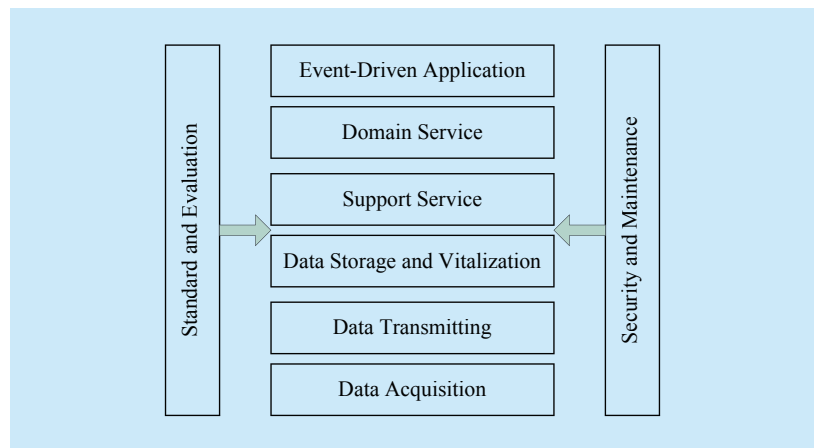 Standard and Evaluation
Event-Driven Application
Domain Service
Support Service
Data Storage and Vitalization
Data Transmitting
Data Acquisition
Security and Maintenance